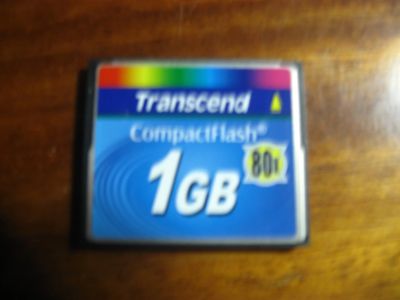 Transcend
CompactFlash®
80x
1GB